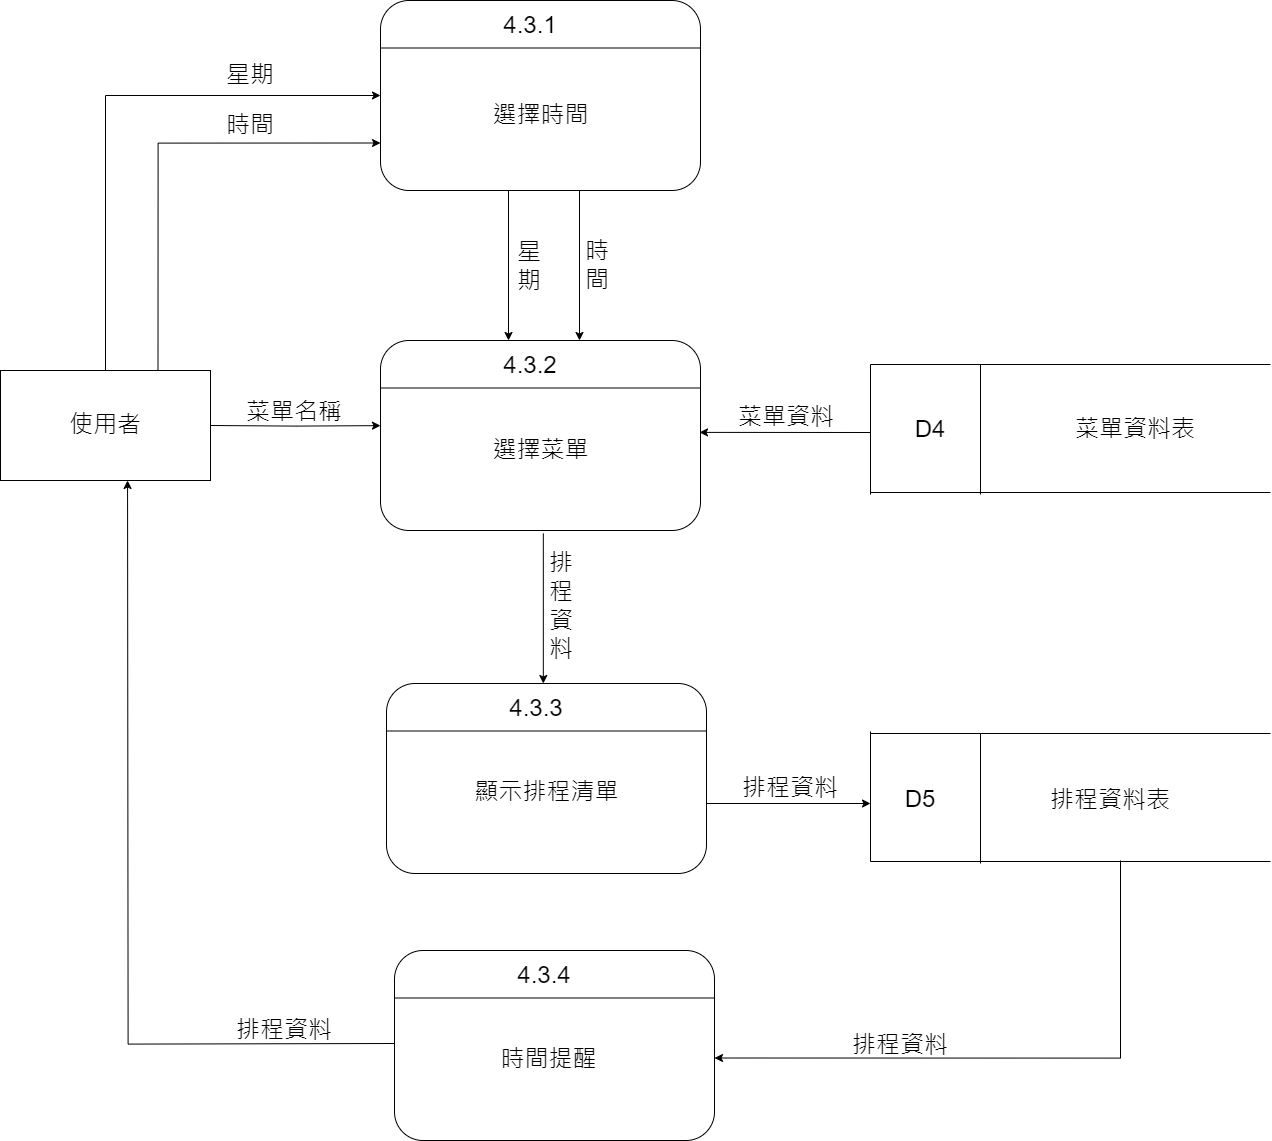 4.3.1
星期
選擇時間
時間
星期
時間
4.3.2
菜單名稱
使用者
選擇菜單
菜單資料
D4
菜單資料表
排程資料
4.3.3
顯示排程清單
排程資料
D5
排程資料表
4.3.4
排程資料
時間提醒
排程資料